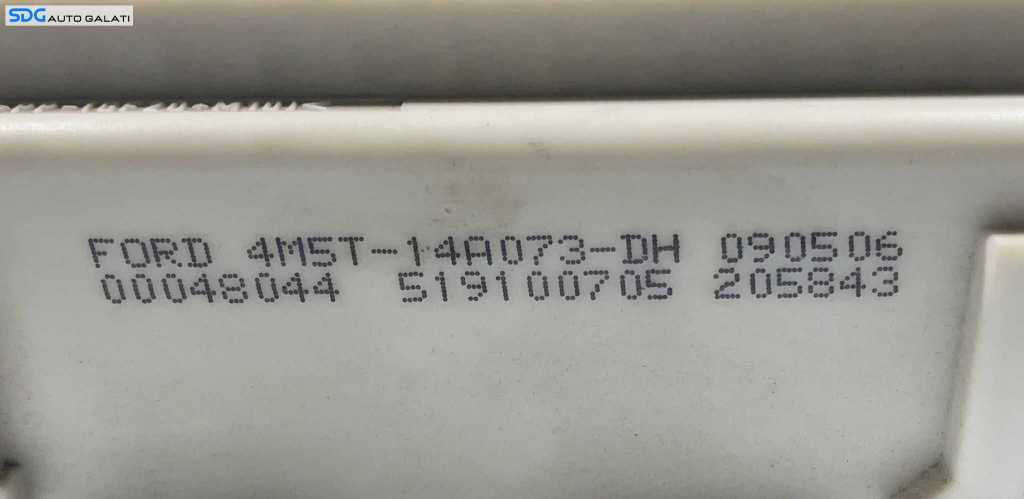 SDG AUTO GALATI
FORD 4M5T-14A073-DH 090506
00048044 519100705 205843